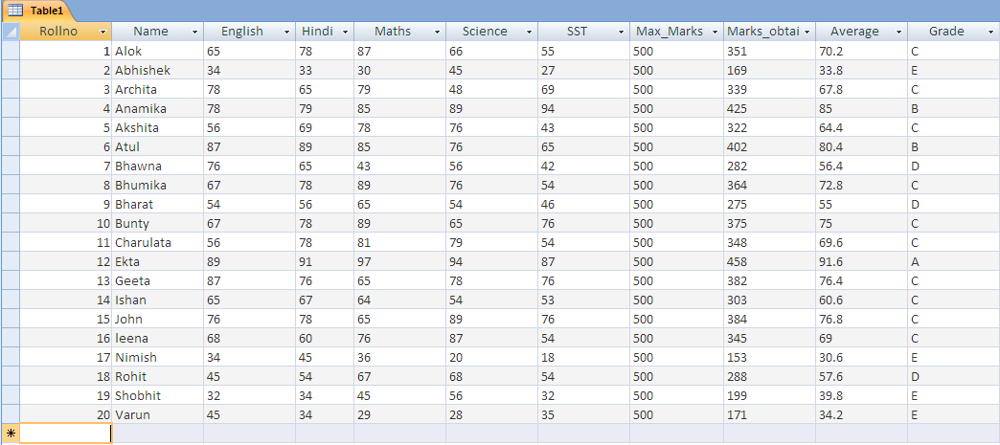 Table1
Rollno Name English Hindi Maths Science SST Max_Marks Marks_obtai Average Grade
1 Alok 65 78 87 66 55 500 351 70.2 C
2 Abhishek 34 33 30 45 27 500 169 33.8 E
3 Archita 78 65 79 48 69 500 339 67.8 C
4 Anamika 78 79 85 89 94 500 425 85 B
5 Akshita 56 69 78 76 43 500 322 64.4 C
6 Atul 87 89 85 76 65 500 402 80.4 B
7 Bhawna 76 65 43 56 42 500 282 56.4 D
8 Bhumika 67 78 89 76 54 500 364 72.8 C
9 Bharat 54 56 65 54 46 500 275 55 D
10 Bunty 67 78 89 65 76 500 375 75 C
11 Charulata 56 78 81 79 54 500 348 69.6 C
12 Ekta 89 91 97 94 87 500 458 91.6 A
13 Geeta 87 76 65 78 76 500 382 76.4 C
14 Ishan 65 67 64 54 53 500 303 60.6 C
15 John 76 78 65 89 76 500 384 76.8 C
16 leena 68 60 76 87 54 500 345 69 C
17 Nimish 34 45 36 20 18 500 153 30.6 E
18 Rohit 45 54 67 68 54 500 288 57.6 D
19 Shobhit 32 34 45 56 32 500 199 39.8 E
20 Varun 45 34 29 28 35 500 171 34.2 E